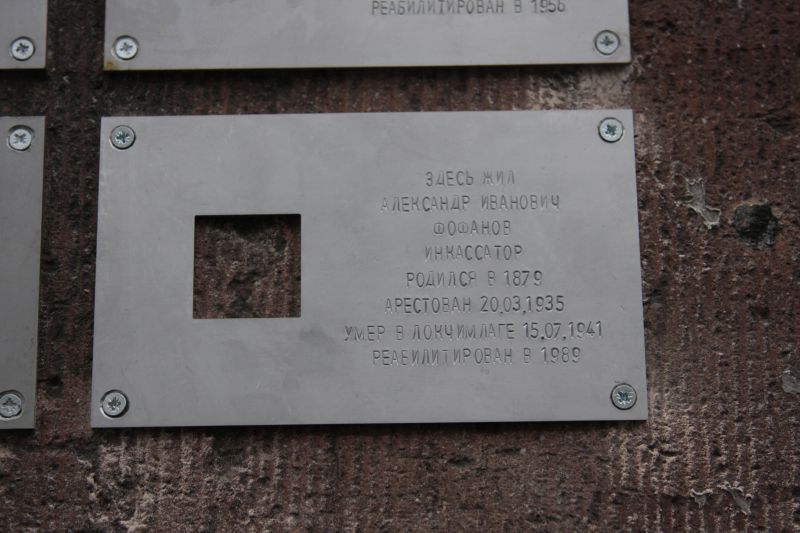 РЕАБИЛИТИРОВАН В 1956
ЗДЕСЬ ЖИЛ
АЛЕКСАНДР ИВАНОВИЧ
ФОФАНОВ
ИНКАССАТОР
РОДИЛСЯ В 1879
АРЕСТОВАН 20.03.1935
УМЕР В ЛОКЧИМЛАГЕ 15.07.1941
РЕАБИЛИТИРОВАН В 1989